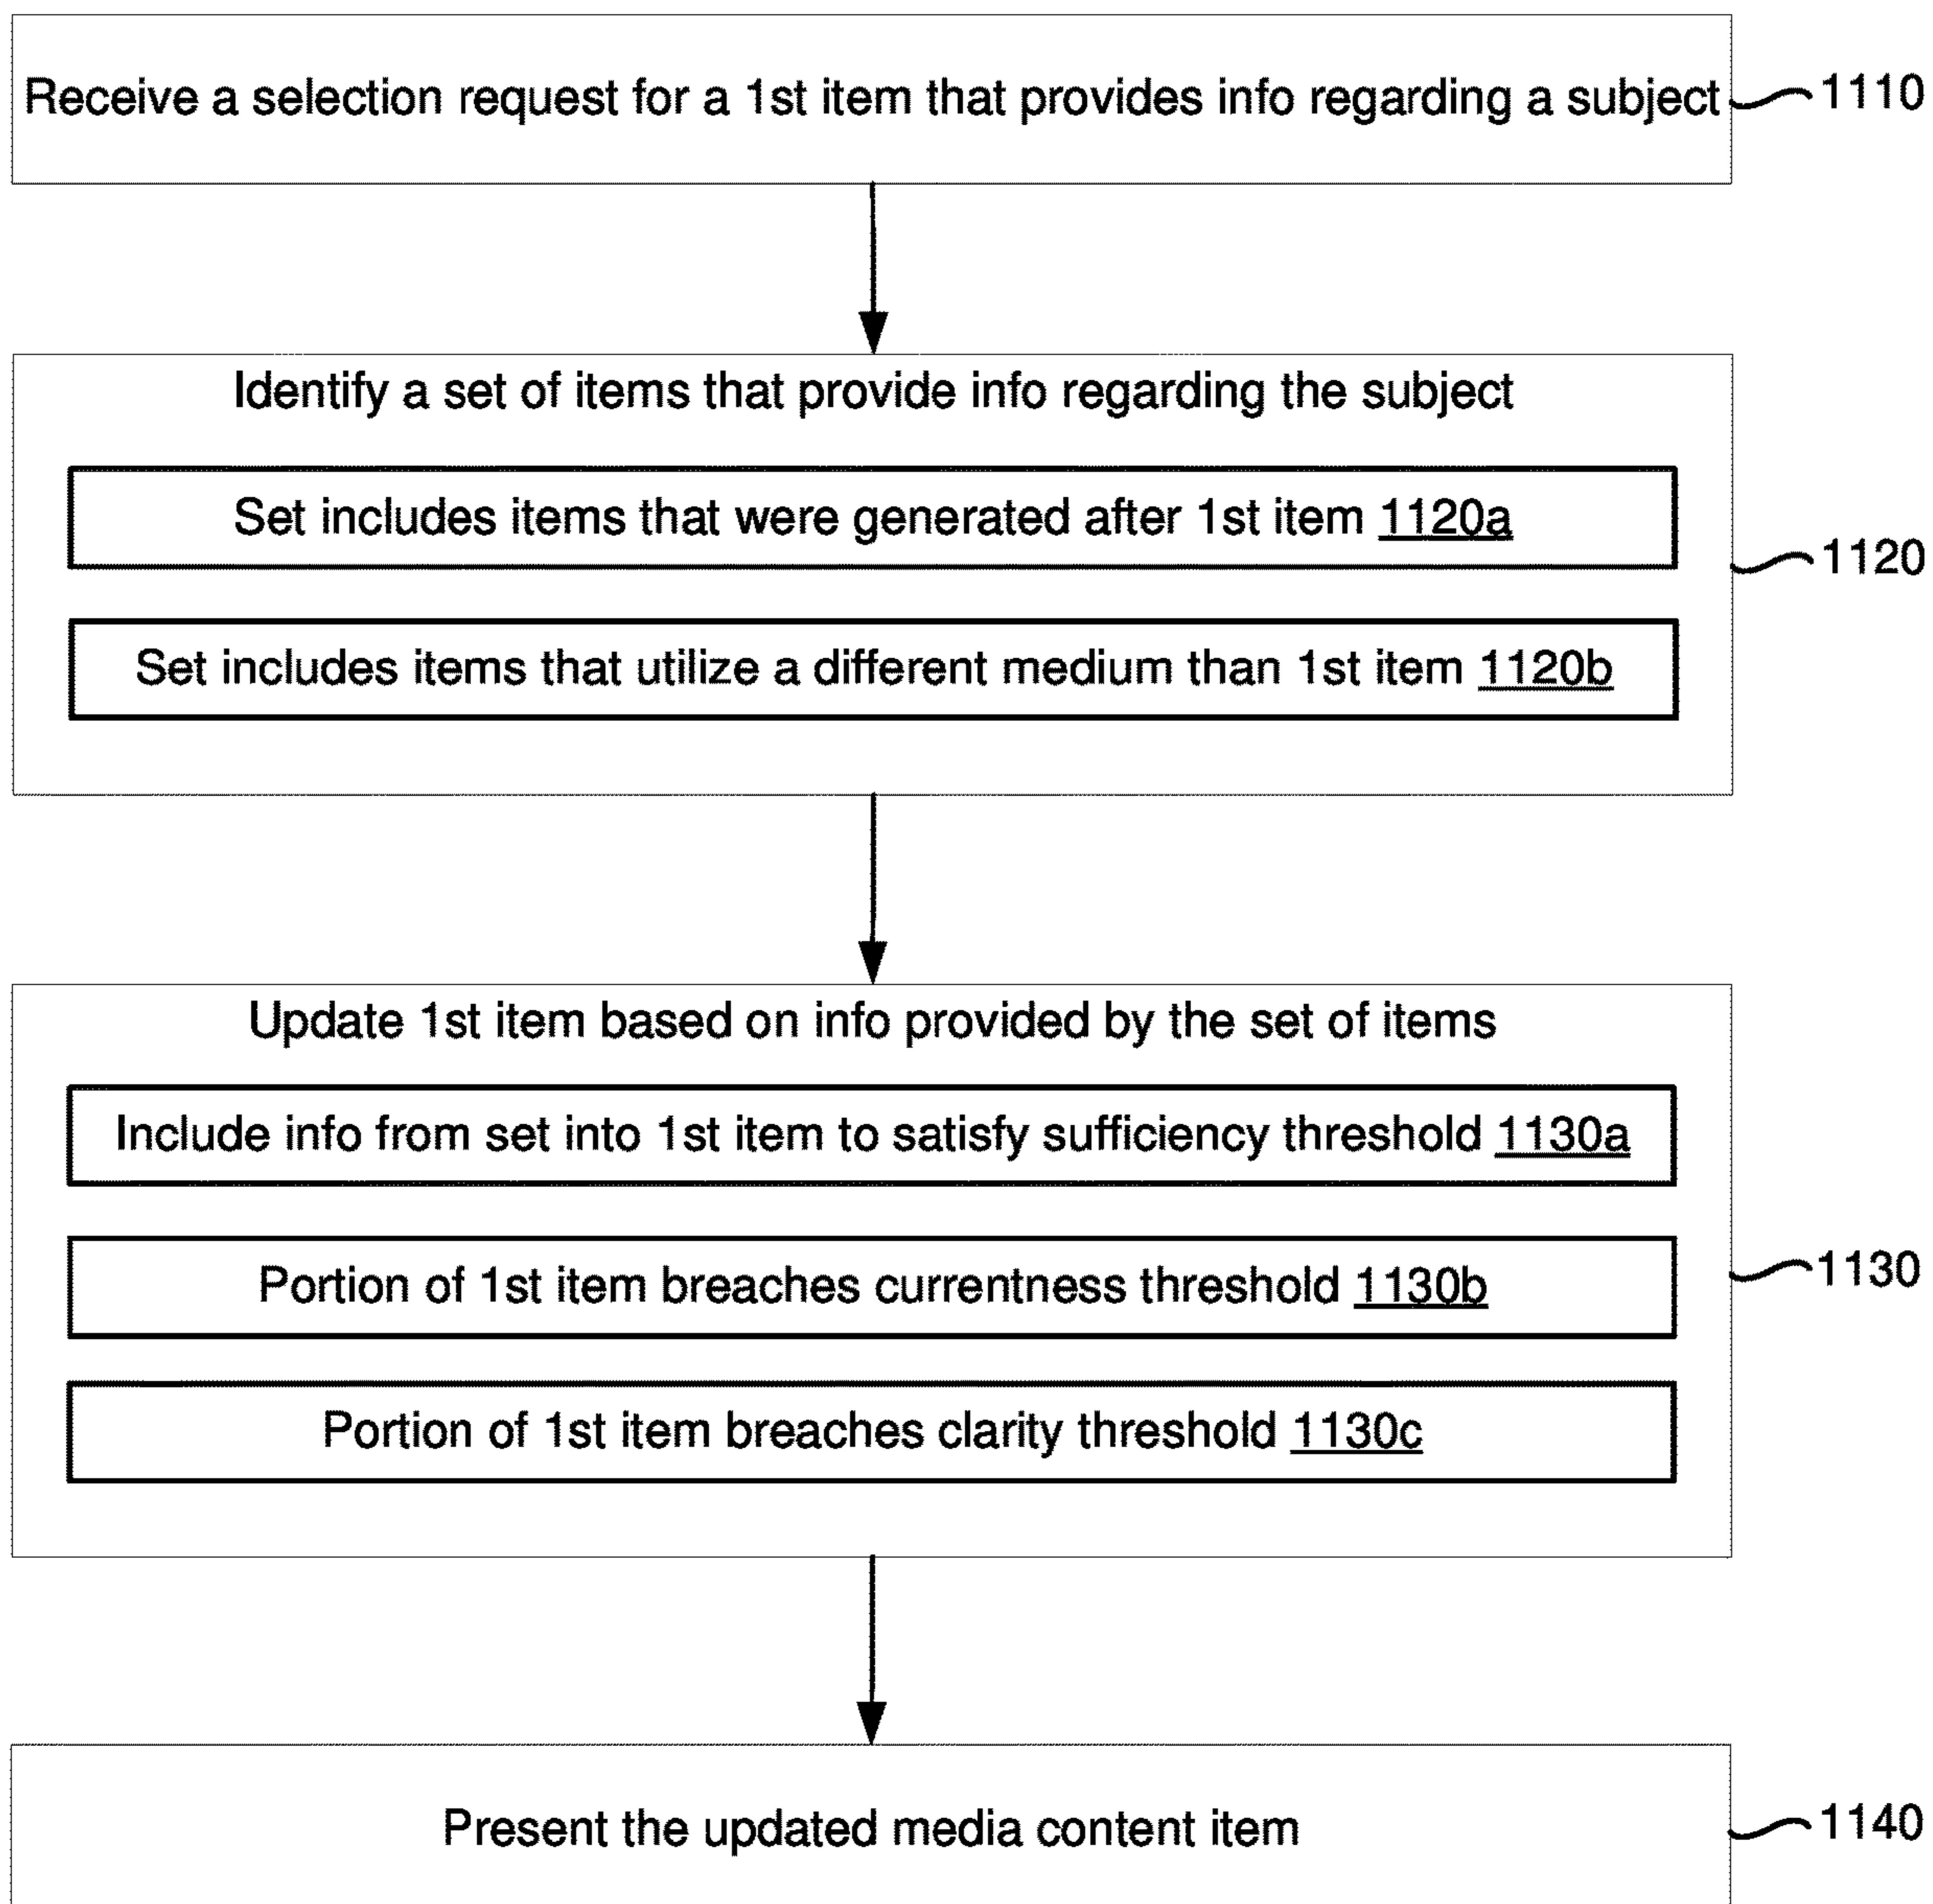 Receive a selection request for a 1st item that provides info regarding a subject
1110
Identify a set of items that provide info regarding the subject
Set includes items that were generated after 1st item 1120a
1120
Set includes items that utilize a different medium than 1st item 1120b
Update 1st item based on info provided by the set of items
Include info from set into 1st item to satisfy sufficiency threshold 1130a
Portion of 1st item breaches currentness threshold 1130b
1130
Portion of 1st item breaches clarity threshold 1130c
Present the updated media content item
1140